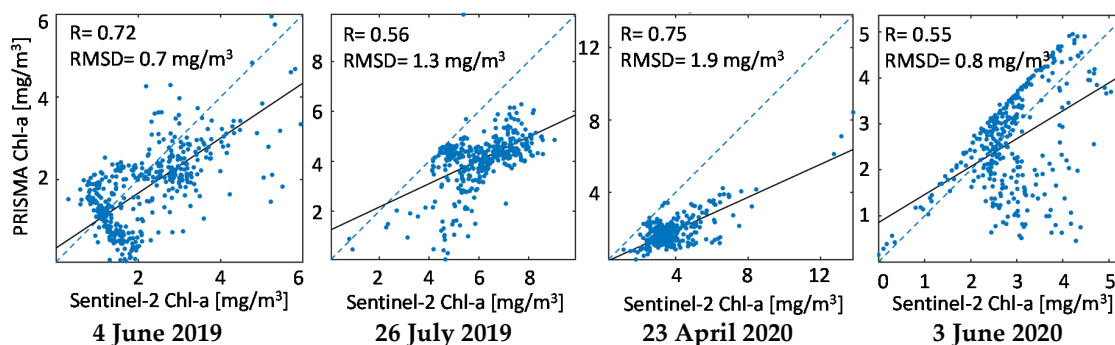 PRISMA Chl-a [mg/m³]
R= 0.72
RMSD= 0.7 mg/m³
6
4
2
2
4
6
Sentinel-2 Chl-a [mg/m³]
4 June 2019
R= 0.56
RMSD= 1.3 mg/m³
8
6
4
2
2
4
6
8
Sentinel-2 Chl-a [mg/m³]
26 July 2019
R= 0.75
RMSD= 1.9 mg/m³
12
8
4
4
8
12
Sentinel-2 Chl-a [mg/m³]
23 April 2020
R= 0.55
RMSD= 0.8 mg/m³
5
4
3
2
1
0
1
2
3
4
5
Sentinel-2 Chl-a [mg/m³]
3 June 2020